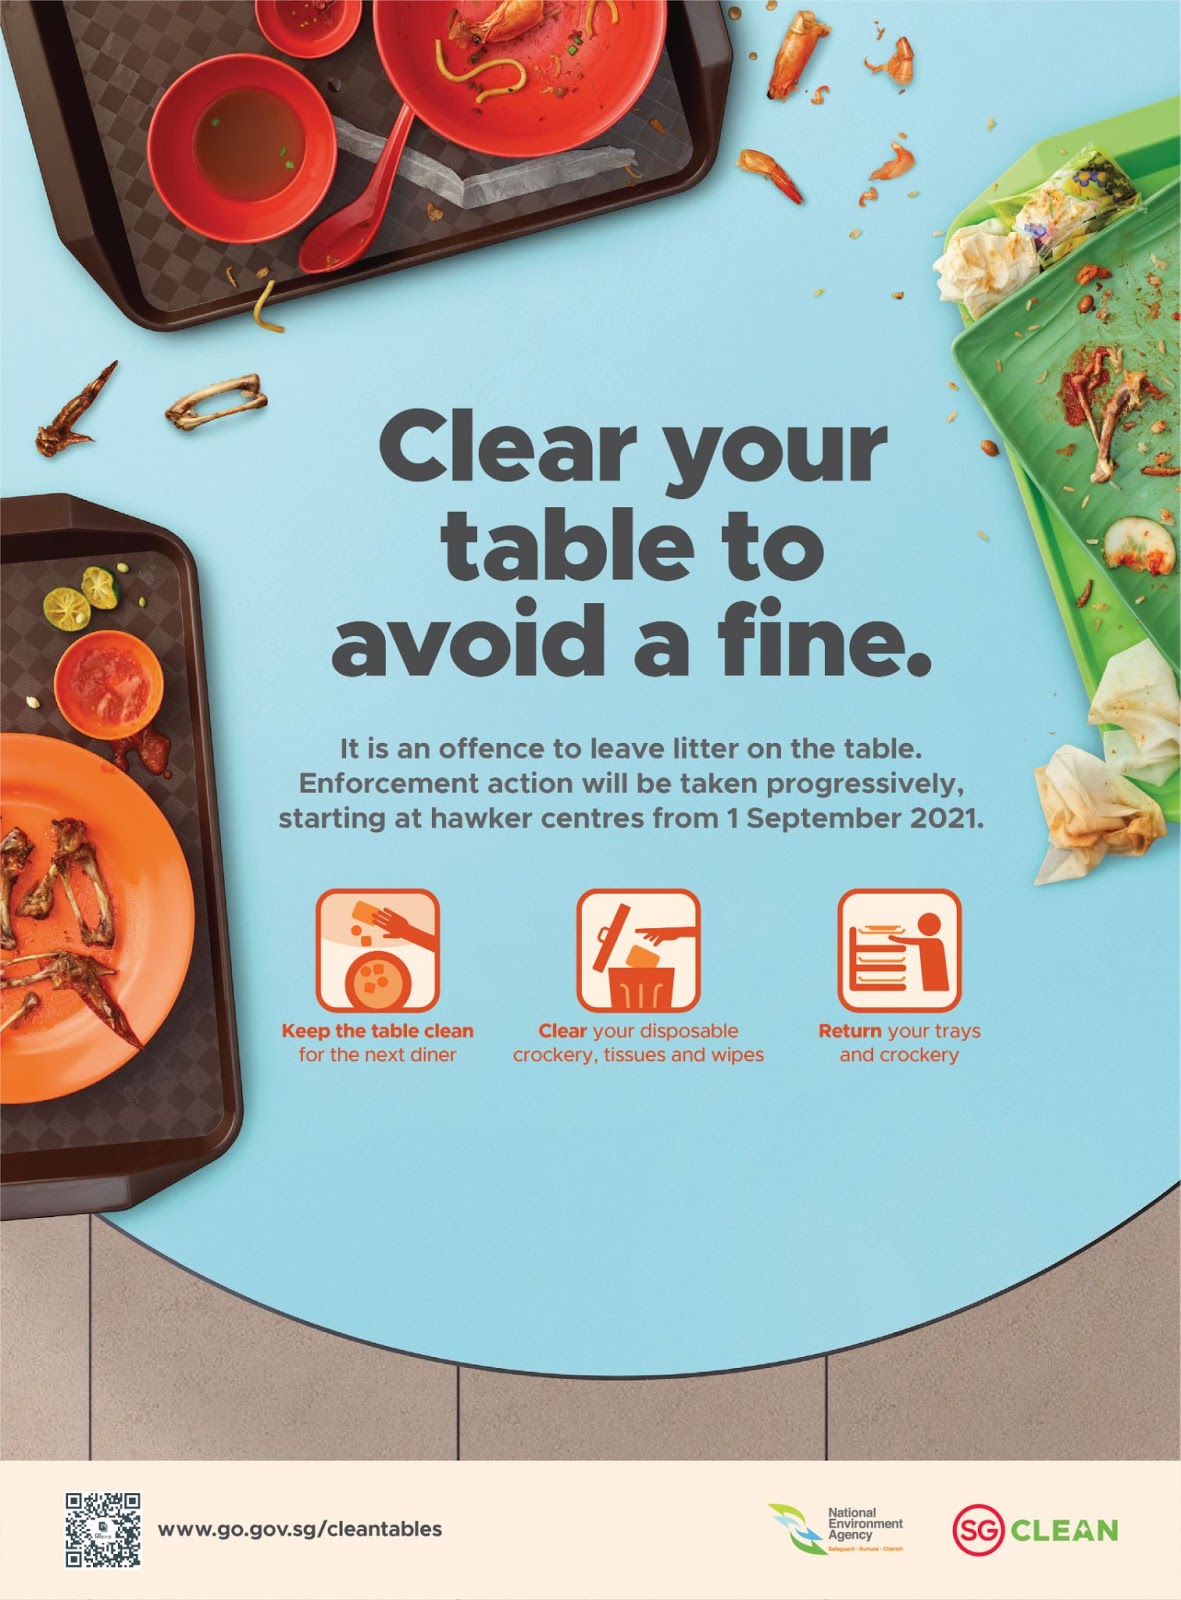 Clear your
table to
avoid a fine.
It is an offence to leave litter on the table.
Enforcement action will be taken progressively,
starting at hawker centres from 1 September 2021.
Keep the table clean
for the next diner
Clear your disposable
crockery, tissues and wipes
Return your trays
and crockery
www.go.gov.sg/cleantables
National
Environment
Agency
Safeguard • Nurture • Cherish
SG CLEAN